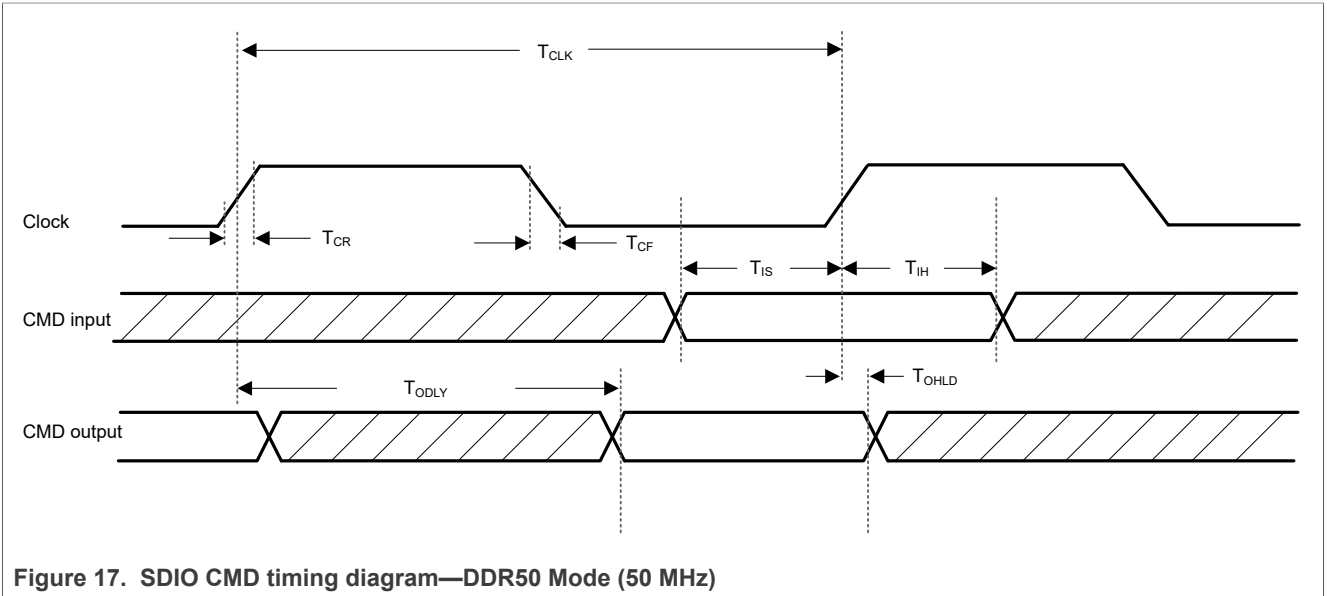 TCLK
Clock
TCR
TCF
TIS
TIH
CMD input
TODLY
TOHLD
CMD output
Figure 17. SDIO CMD timing diagram—DDR50 Mode (50 MHz)